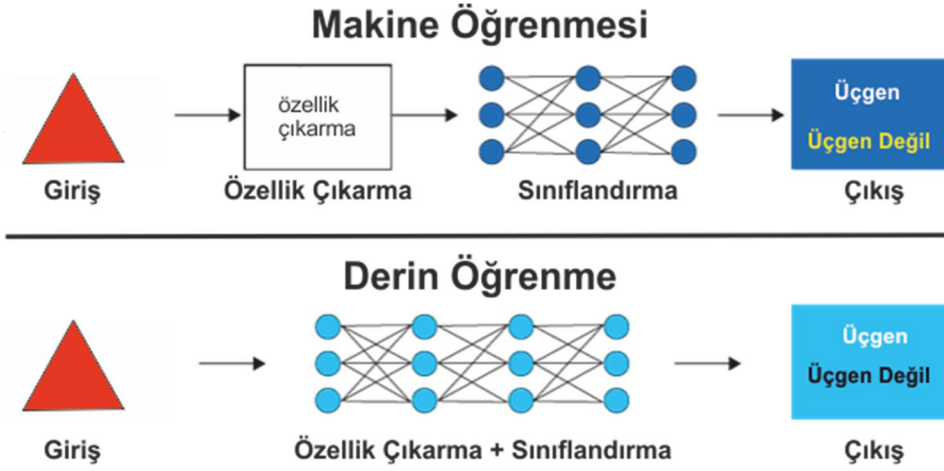 Makine Öğrenmesi
özellik
çıkarma
Üçgen
Üçgen Değil
Giriş
Özellik Çıkarma
Sınıflandırma
Çıkış
Derin Öğrenme
Üçgen
Üçgen Değil
Giriş
Özellik Çıkarma + Sınıflandırma
Çıkış